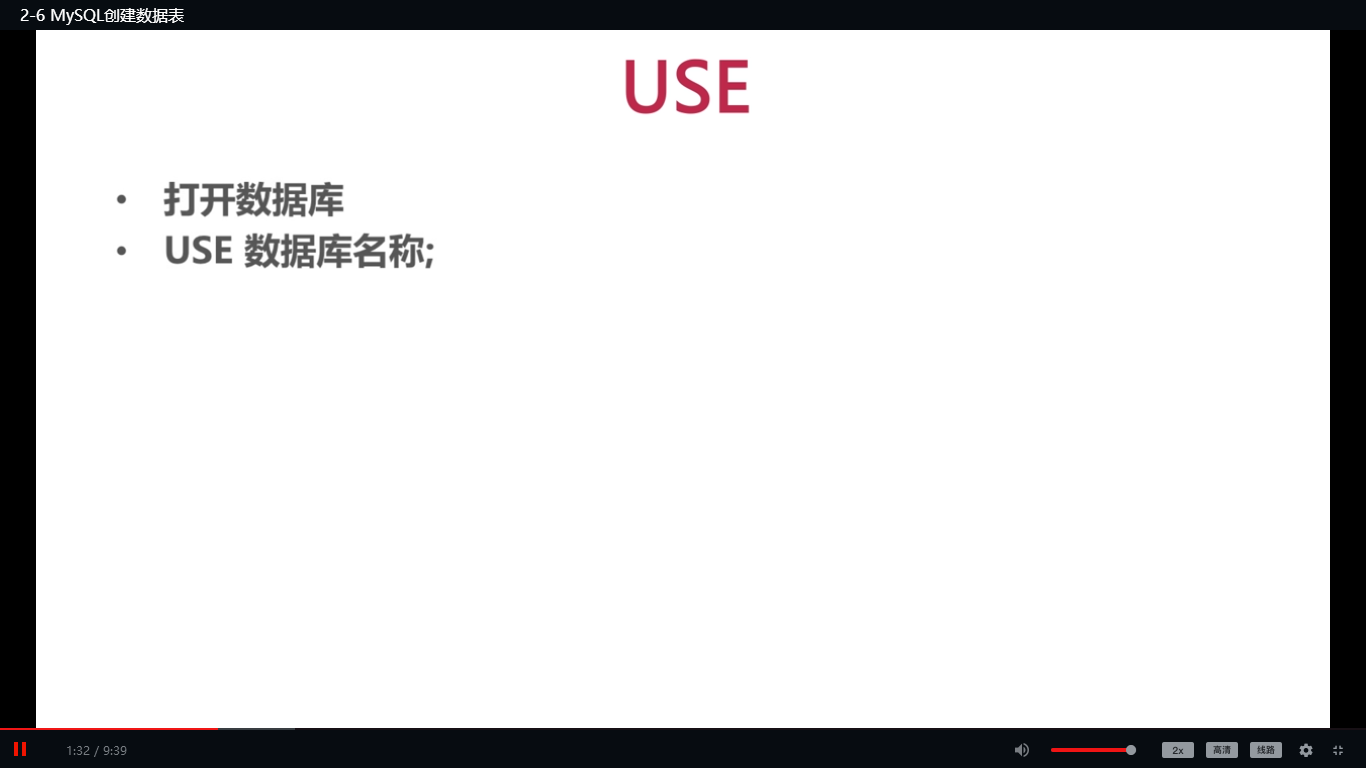 2-6 MySQL创建数据表
USE
• 打开数据库
• USE 数据库名称;
1:32 / 9:39
2x
高清
线路